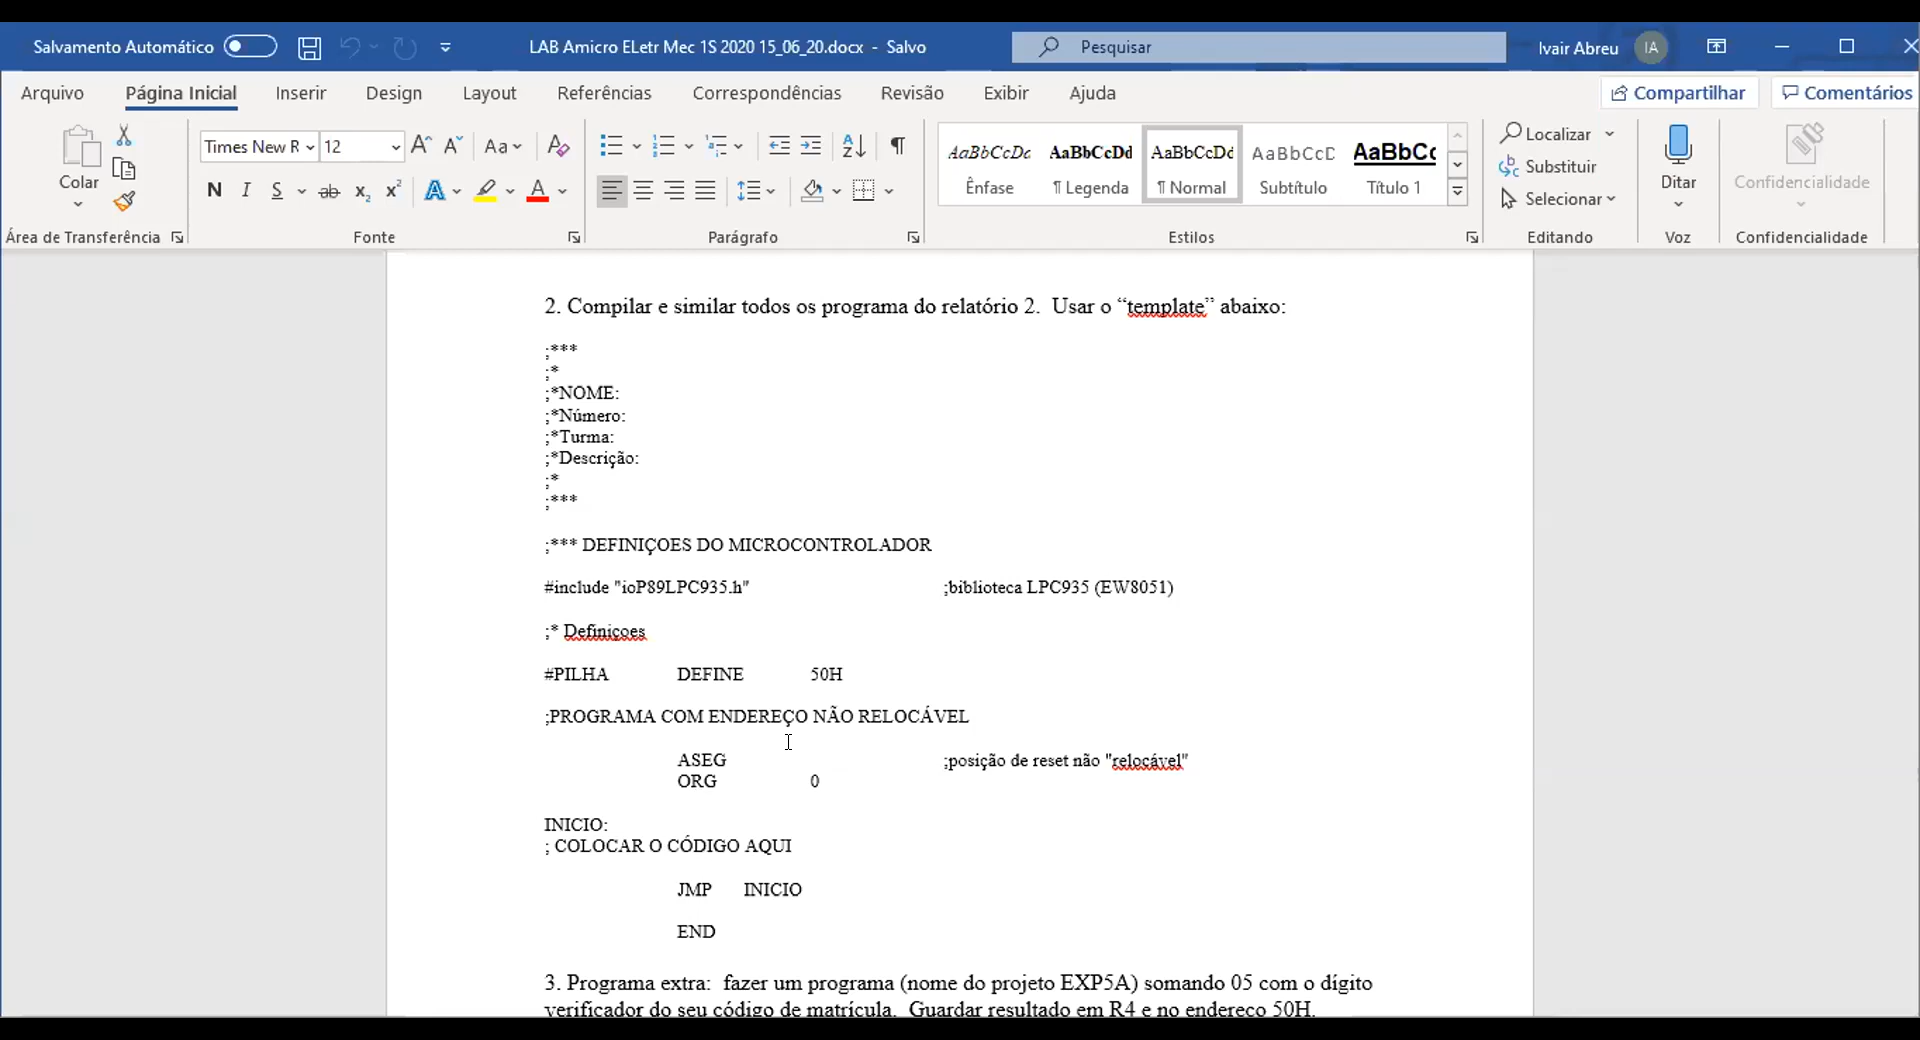 Salvamento Automático
LAB Amicro ELetr Mec 1S 2020 15_06_20.docx - Salvo
Pesquisar
Ivair Abreu
IA
Arquivo
Página Inicial
Inserir
Design
Layout
Referências
Correspondências
Revisão
Exibir
Ajuda
Compartilhar
Comentários
Colar
Área de Transferência
Times New R
12
Aa
N I S ab x₂ x²
A
A
Fonte
Parágrafo
AaBbCcDc
Ênfase
AaBbCcDd
¶ Legenda
AaBbCcDd
¶ Normal
AaBbCcD
Subtítulo
AaBbCc
Título 1
Estilos
Localizar
Substituir
Selecionar
Editando
Ditar
Voz
Confidencialidade
Confidencialidade
2. Compilar e similar todos os programa do relatório 2. Usar o “template” abaixo:
;***
;*
;*NOME:
;*Número:
;*Turma:
;*Descrição:
;*
;***
;*** DEFINIÇOES DO MICROCONTROLADOR
#include "ioP89LPC935.h" ;biblioteca LPC935 (EW8051)
;* Definiçoes
#PILHA DEFINE 50H
;PROGRAMA COM ENDEREÇO NÃO RELOCÁVEL
ASEG ;posição de reset não "relocável"
ORG 0
INICIO:
; COLOCAR O CÓDIGO AQUI
JMP INICIO
END
3. Programa extra: fazer um programa (nome do projeto EXP5A) somando 05 com o dígito
verificador do seu código de matrícula. Guardar resultado em R4 e no endereço 50H.